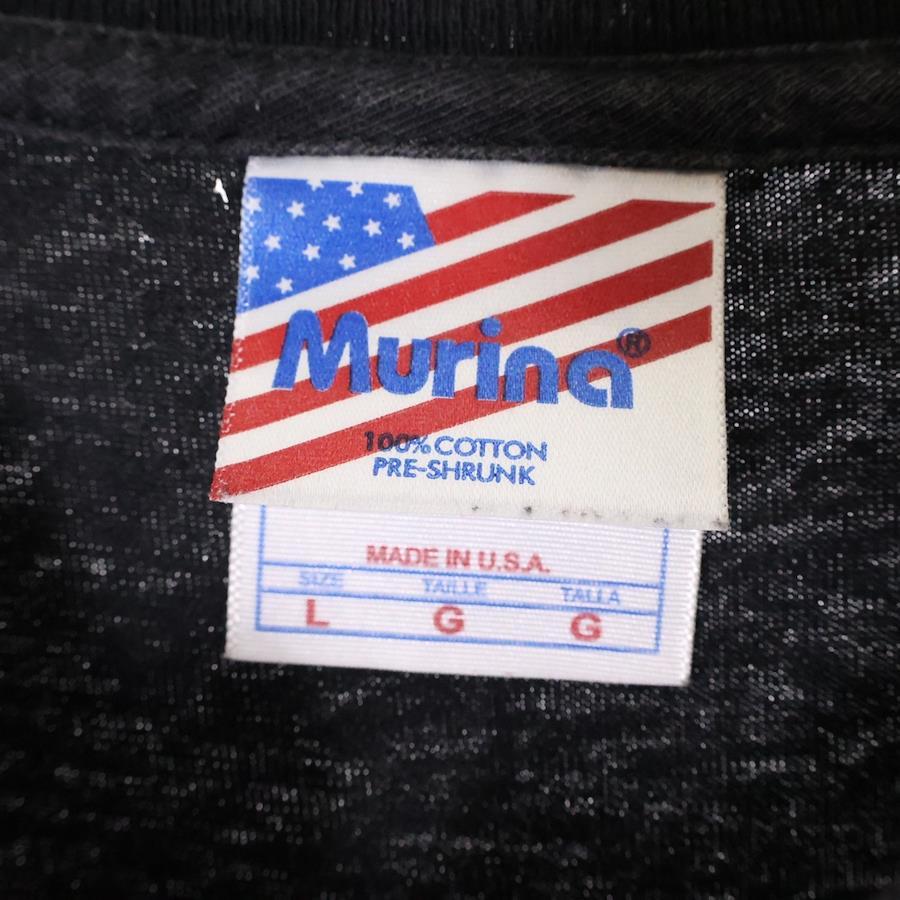 Murina®
100% COTTON
PRE-SHRUNK
MADE IN U.S.A.
SIZE TAILLE TALLA
L G G